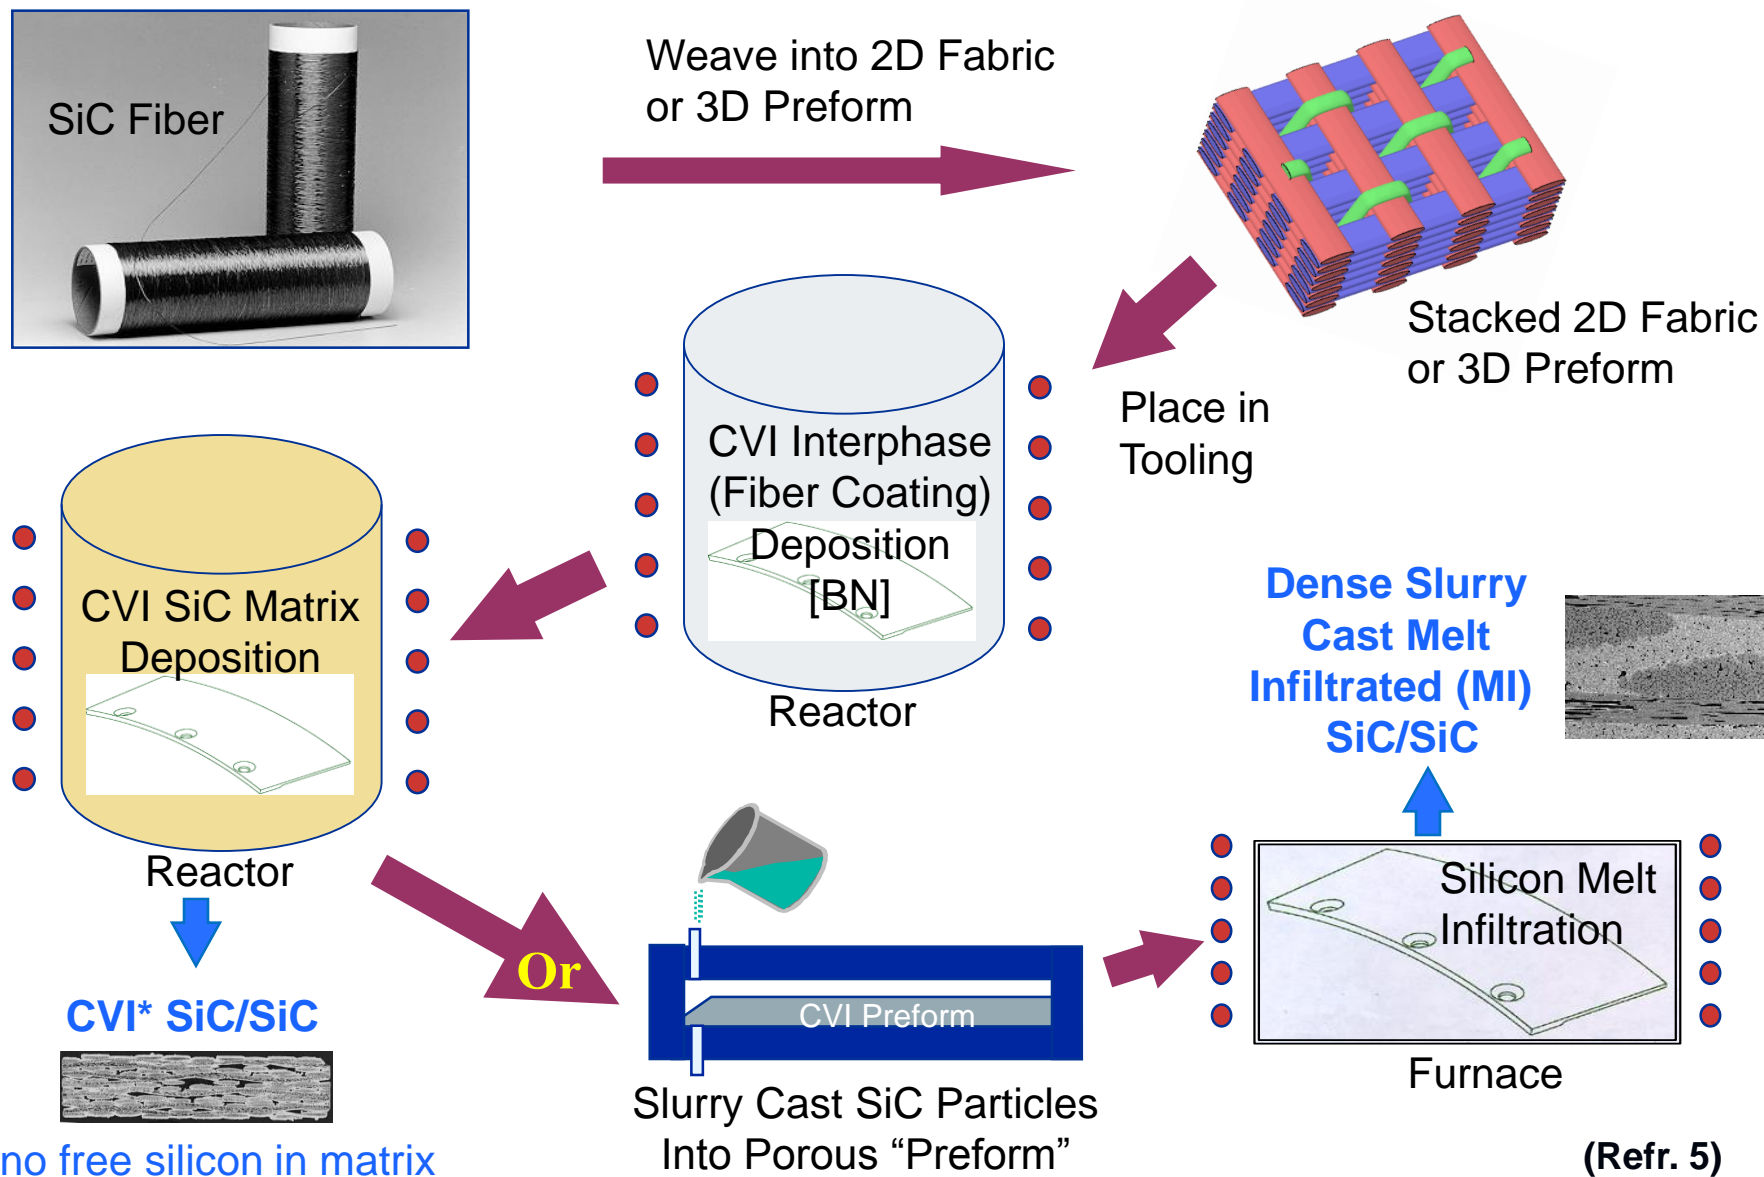 SiC Fiber
Weave into 2D Fabric
or 3D Preform
Stacked 2D Fabric
or 3D Preform
Place in
Tooling
CVI Interphase
(Fiber Coating)
Deposition
[BN]
Reactor
CVI SiC Matrix
Deposition
Reactor
CVI* SiC/SiC
no free silicon in matrix
Or
CVI Preform
Slurry Cast SiC Particles
Into Porous “Preform”
Silicon Melt
Infiltration
Furnace
Dense Slurry
Cast Melt
Infiltrated (MI)
SiC/SiC
(Refr. 5)